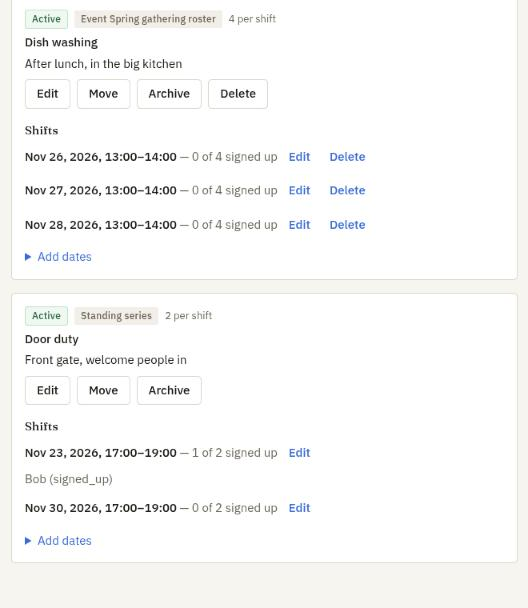 Active Event Spring gathering roster 4 per shift
Dish washing
After lunch, in the big kitchen
Edit Move Archive Delete
Shifts
Nov 26, 2026, 13:00–14:00 — 0 of 4 signed up Edit Delete
Nov 27, 2026, 13:00–14:00 — 0 of 4 signed up Edit Delete
Nov 28, 2026, 13:00–14:00 — 0 of 4 signed up Edit Delete
Add dates
Active Standing series 2 per shift
Door duty
Front gate, welcome people in
Edit Move Archive
Shifts
Nov 23, 2026, 17:00–19:00 — 1 of 2 signed up Edit
Bob (signed_up)
Nov 30, 2026, 17:00–19:00 — 0 of 2 signed up Edit
Add dates